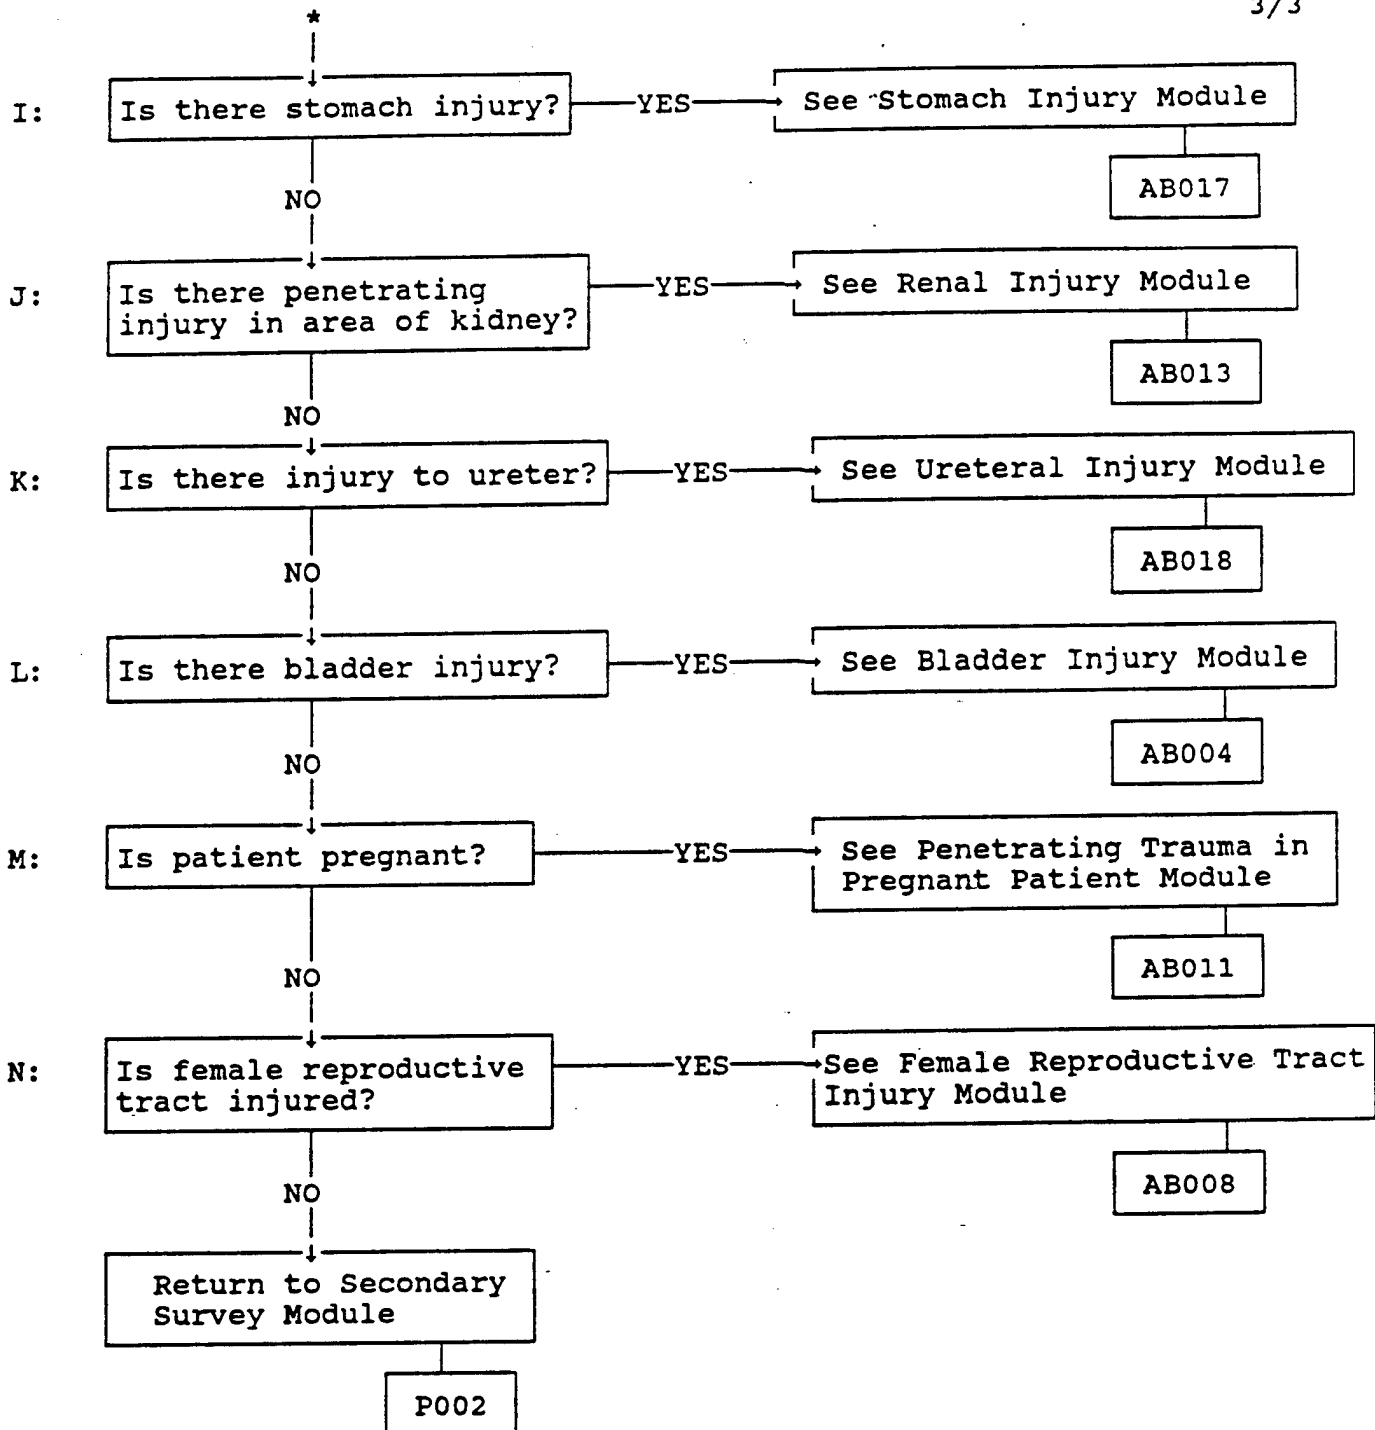 3/3
*
I:
Is there stomach injury?
YES
See Stomach Injury Module
AB017
NO
J:
Is there penetrating
injury in area of kidney?
YES
See Renal Injury Module
AB013
NO
K:
Is there injury to ureter?
YES
See Ureteral Injury Module
AB018
NO
L:
Is there bladder injury?
YES
See Bladder Injury Module
AB004
NO
M:
Is patient pregnant?
YES
See Penetrating Trauma in
Pregnant Patient Module
AB011
NO
N:
Is female reproductive
tract injured?
YES
See Female Reproductive Tract
Injury Module
AB008
NO
Return to Secondary
Survey Module
P002